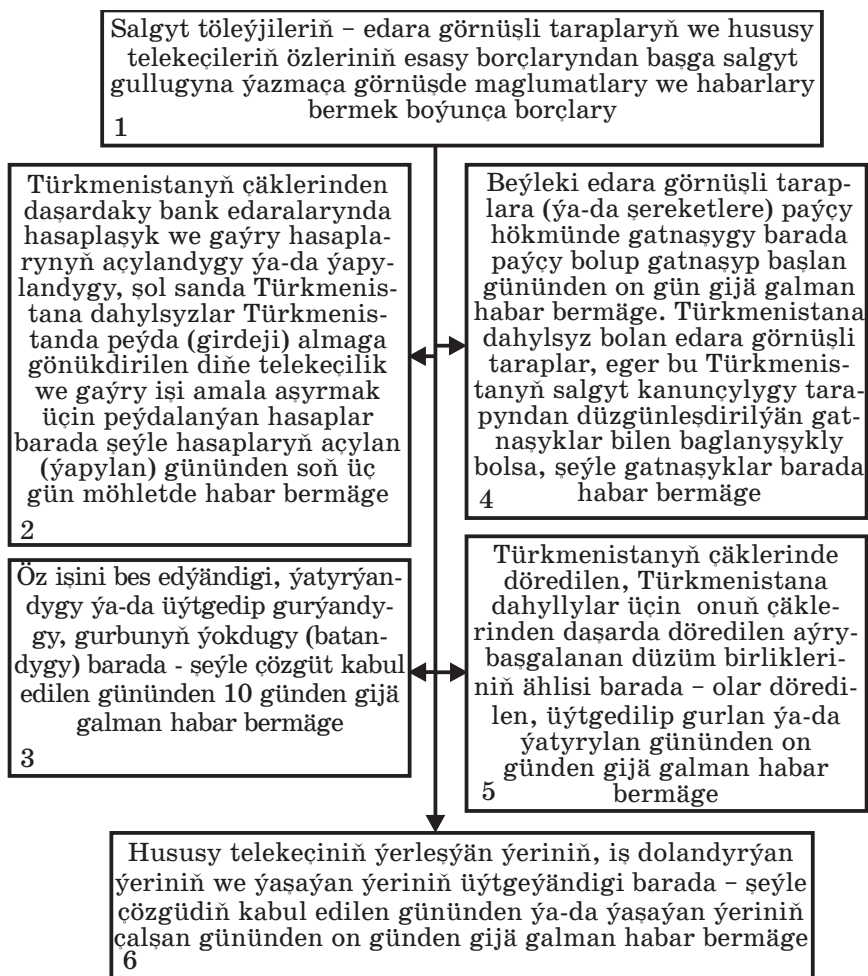 Salgyt töleýjileriň – edara görnüşli taraplaryň we hususy
telekeçileriň özleriniň esasy borçlaryndan başga salgyt
gullugyna ýazmaça görnüşde maglumatlary we habarlary
bermek boýunça borçlary
1
Türkmenistanyň çäklerinden
daşardaky bank edaralarynda
hasaplaşyk we gaýry hasapla-
rynyň açylandygy ýa-da ýapy-
landygy, şol sanda Türkmenis-
tana dahylsyzlar Türkmenis-
tanda peýda (girdeji) almaga
gönükdirilen diňe telekeçilik
we gaýry işi amala aşyrmak
üçin peýdalanýan hasaplar
barada şeýle hasaplaryň açylan
(ýapylan) gününden soň üç
gün möhletde habar bermäge
2
Beýleki edara görnüşli tarap-
lara (ýa-da şereketlere) paýçy
hökmünde gatnaşygy barada
paýçy bolup gatnaşyp başlan
gününden on gün gijä galman
habar bermäge. Türkmenistana
dahylsyz bolan edara görnüşli
taraplar, eger bu Türkmenis-
tanyň salgyt kanunçylygy tara-
pyndan düzgünleşdirilýän gat-
naşyklar bilen baglanyşykly
bolsa, şeýle gatnaşyklar barada
habar bermäge
4
Öz işini bes edýändigi, ýatyrýan-
dygy ýa-da üýtgedip gurýandy-
gy, gurbunyň ýokdugy (batan-
dygy) barada - şeýle çözgüt kabul
edilen gününden 10 günden gijä
galman habar bermäge
3
Türkmenistanyň çäklerinde
döredilen, Türkmenistana
dahyllylar üçin onuň çäkle-
rinden daşarda döredilen aýry-
başgalanan düzüm birlikleri-
niň ählisi barada – olar döredi-
len, üýtgedilip gurlan ýa-da
ýatyrylan gününden on
günden gijä galman habar
bermäge
5
Hususy telekeçiniň ýerleşýän ýeriniň, iş dolandyrýan
ýeriniň we ýaşaýan ýeriniň üýtgeýändigi barada – şeýle
çözgüdiň kabul edilen gününden ýa-da ýaşaýan ýeriniň
çalşan gününden on günden gijä galman habar bermäge
6